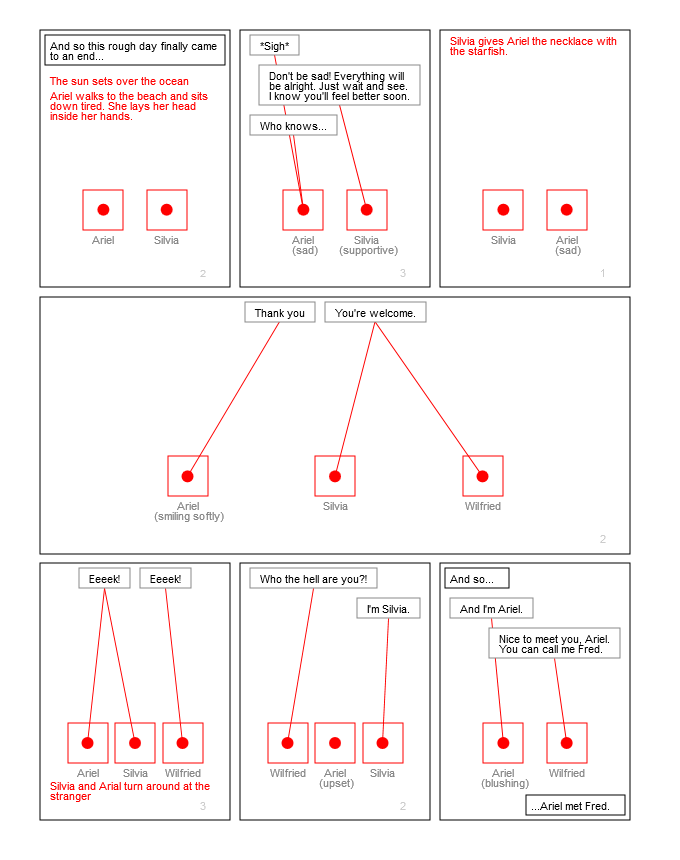 And so this rough day finally came
to an end...
The sun sets over the ocean
Ariel walks to the beach and sits
down tired. She lays her head
inside her hands.
Ariel
Silvia
2
*Sigh*
Don't be sad! Everything will
be alright. Just wait and see.
I know you'll feel better soon.
Who knows...
Ariel
(sad)
Silvia
(supportive)
3
Silvia gives Ariel the necklace with
the starfish.
Silvia
Ariel
(sad)
1
Thank you
You're welcome.
Ariel
(smiling softly)
Silvia
Wilfried
2
Eeeek!
Eeeek!
Ariel
Silvia
Wilfried
Silvia and Arial turn around at the
stranger
3
Who the hell are you?!
I'm Silvia.
Wilfried
Ariel
(upset)
Silvia
2
And so...
And I'm Ariel.
Nice to meet you, Ariel.
You can call me Fred.
Ariel
(blushing)
Wilfried
...Ariel met Fred.